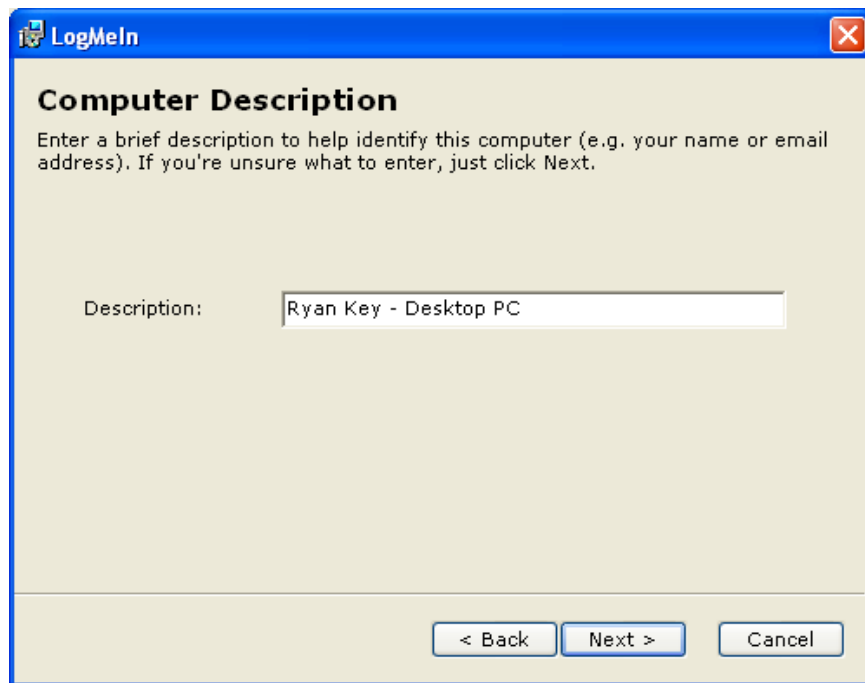 LogMeIn
Computer Description
Enter a brief description to help identify this computer (e.g. your name or email
address). If you're unsure what to enter, just click Next.
Description: Ryan Key - Desktop PC
< Back Next > Cancel